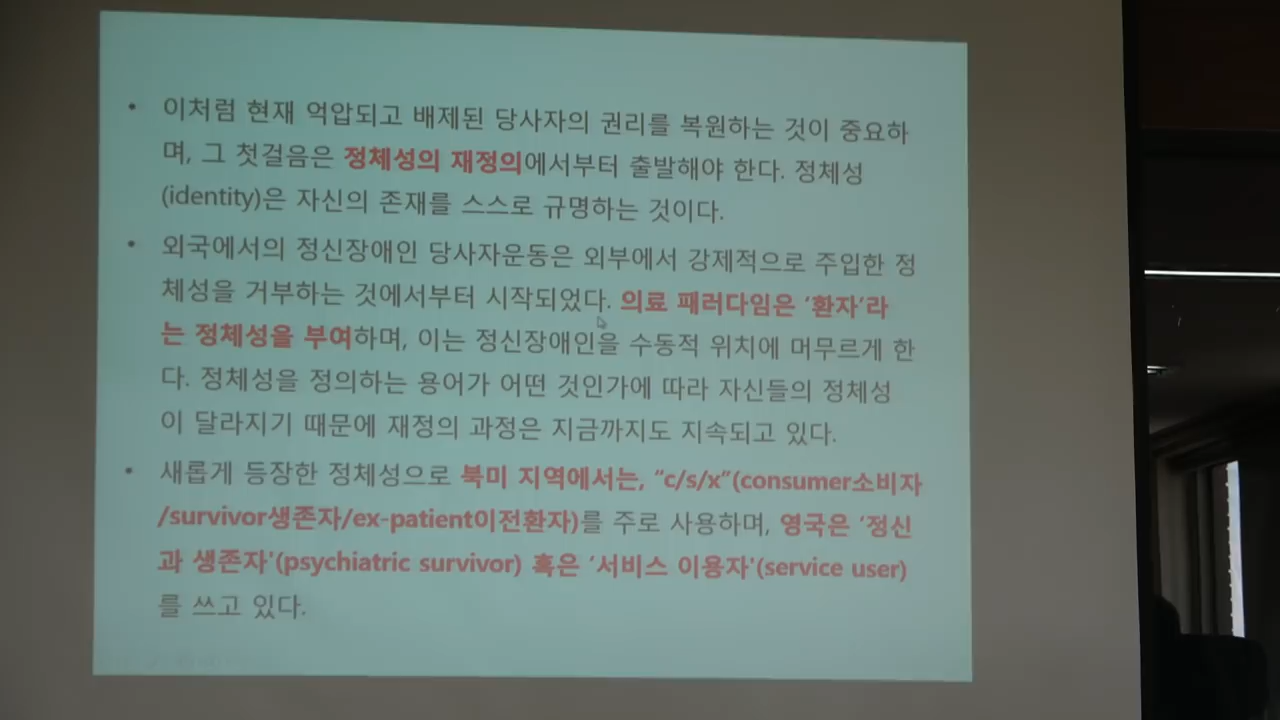 • 이처럼 현재 억압되고 배제된 당사자의 권리를 복원하는 것이 중요하
며, 그 첫걸음은 정체성의 재정의에서부터 출발해야 한다. 정체성
(identity)은 자신의 존재를 스스로 규명하는 것이다.
• 외국에서의 정신장애인 당사자운동은 외부에서 강제적으로 주입한 정
체성을 거부하는 것에서부터 시작되었다. 의료 패러다임은 ‘환자’라
는 정체성을 부여하며, 이는 정신장애인을 수동적 위치에 머무르게 한
다. 정체성을 정의하는 용어가 어떤 것인가에 따라 자신들의 정체성
이 달라지기 때문에 재정의 과정은 지금까지도 지속되고 있다.
• 새롭게 등장한 정체성으로 북미 지역에서는, “c/s/x”(consumer소비자
/survivor생존자/ex-patient이전환자)를 주로 사용하며, 영국은 ‘정신
과 생존자’(psychiatric survivor) 혹은 ‘서비스 이용자’(service user)
를 쓰고 있다.